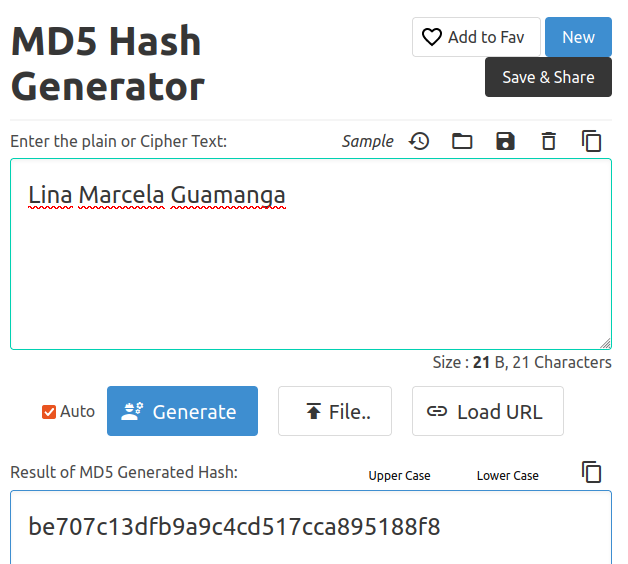 MD5 Hash
Generator
Add to Fav
New
Save & Share
Enter the plain or Cipher Text:
Sample
Lina Marcela Guamanga
Size : 21 B, 21 Characters
Auto
Generate
File..
Load URL
Result of MD5 Generated Hash:
Upper Case
Lower Case
be707c13dfb9a9c4cd517cca895188f8